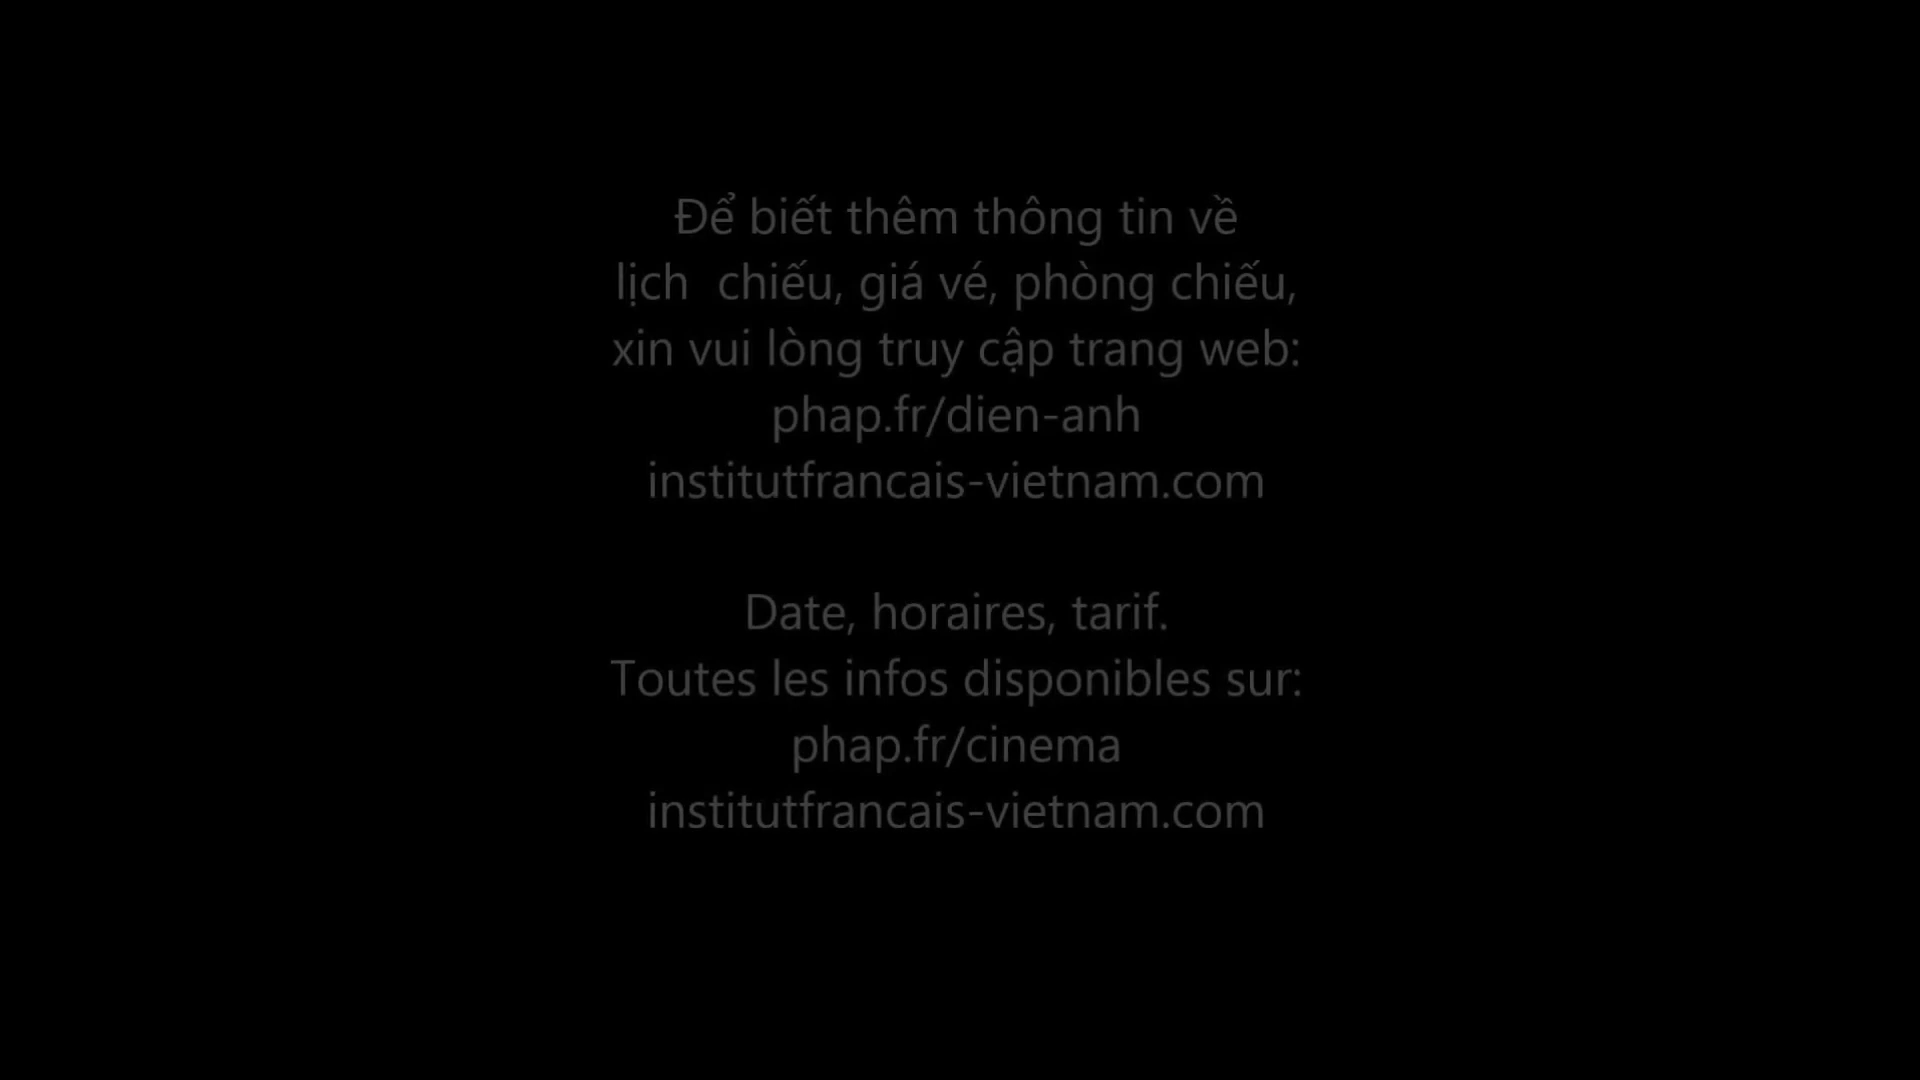 Để biết thêm thông tin về
lịch chiếu, giá vé, phòng chiếu,
xin vui lòng truy cập trang web:
phap.fr/dien-anh
institutfrancais-vietnam.com
Date, horaires, tarif.
Toutes les infos disponibles sur:
phap.fr/cinema
institutfrancais-vietnam.com